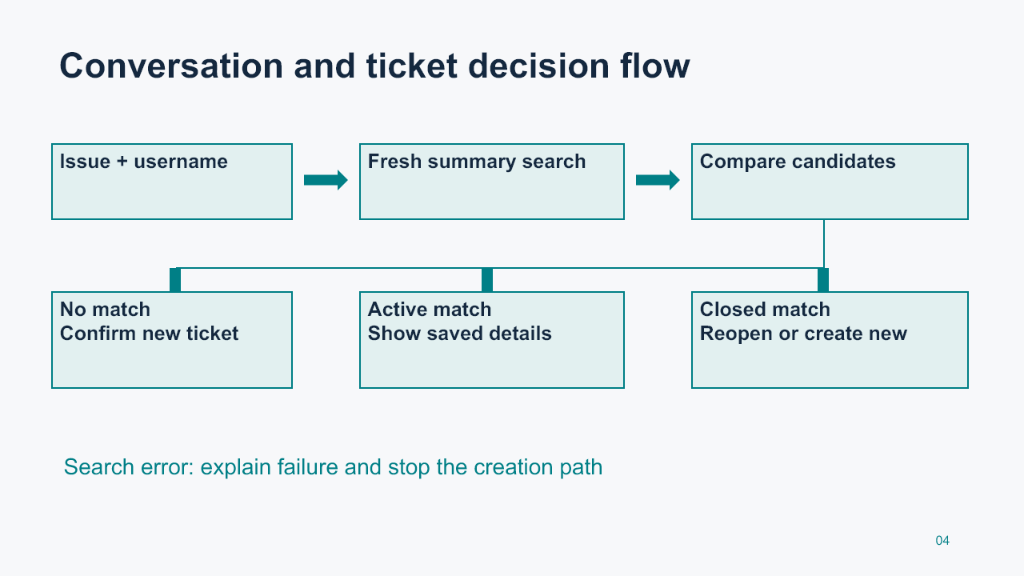 Conversation and ticket decision flow
Issue + username
Fresh summary search
Compare candidates
No match
Confirm new ticket
Active match
Show saved details
Closed match
Reopen or create new
Search error: explain failure and stop the creation path
04